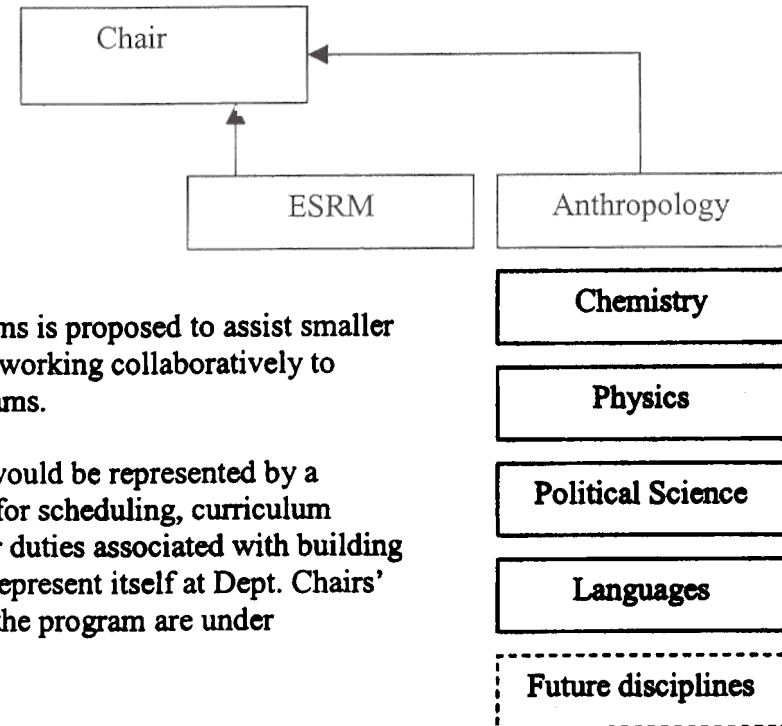 Chair
ESRM
Anthropology
Chemistry
Physics
Political Science
Languages
Future disciplines
ms is proposed to assist smaller
working collaboratively to
ams.
would be represented by a
for scheduling, curriculum
r duties associated with building
epresent itself at Dept. Chairs'
the program are under